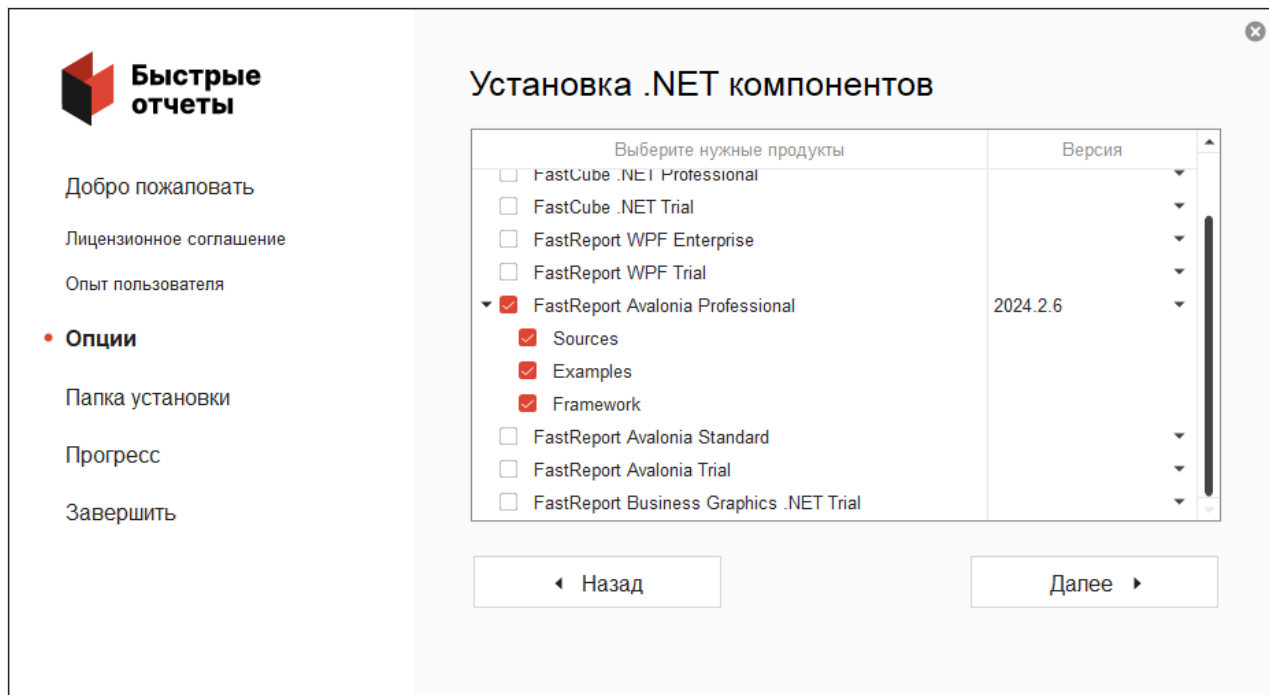 Быстрые
отчеты
Добро пожаловать
Лицензионное соглашение
Опыт пользователя
Опции
Папка установки
Прогресс
Завершить
Установка .NET компонентов
Выберите нужные продукты Версия
FastCube .NET Professional
FastCube .NET Trial
FastReport WPF Enterprise
FastReport WPF Trial
FastReport Avalonia Professional 2024.2.6
Sources
Examples
Framework
FastReport Avalonia Standard
FastReport Avalonia Trial
FastReport Business Graphics .NET Trial
Назад Далее